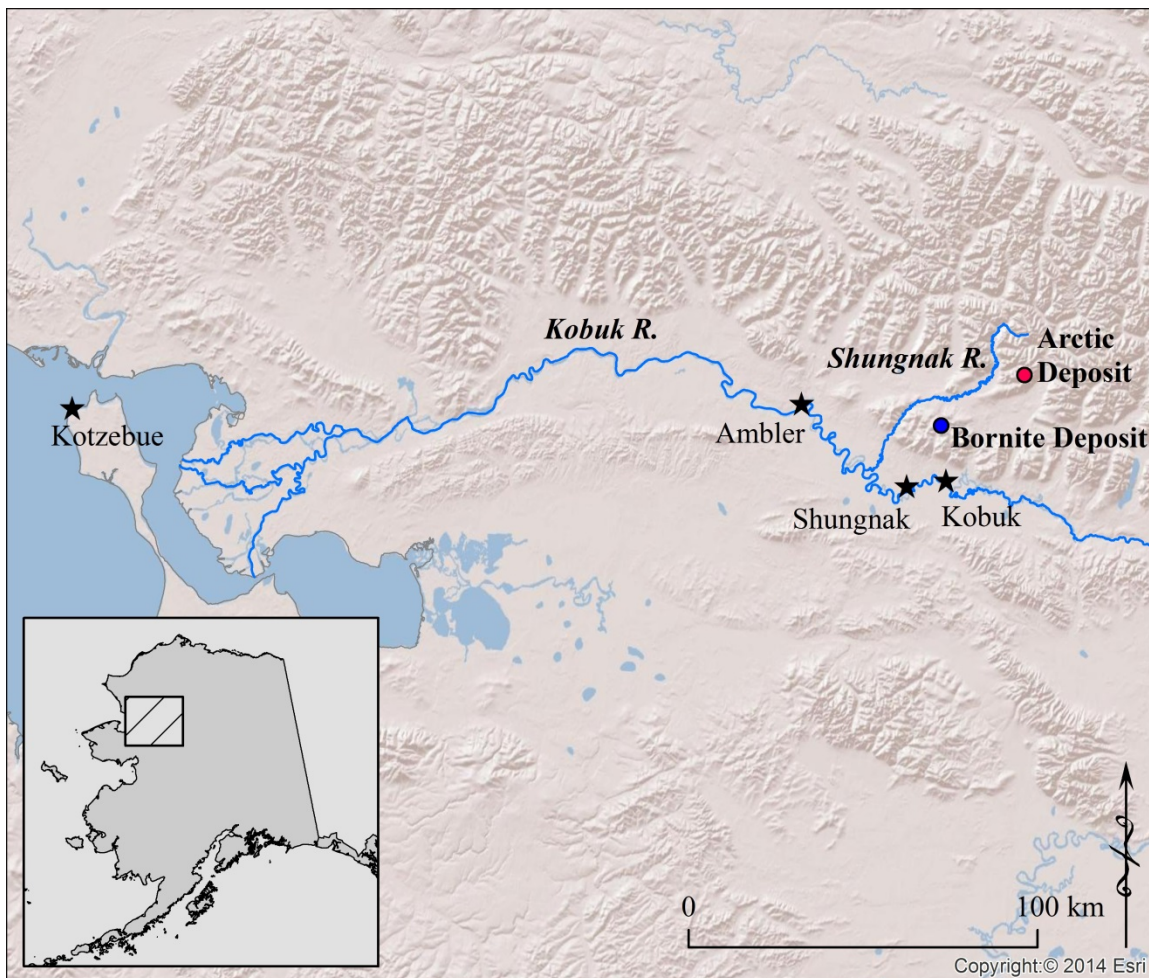 Kobuk R.
Shungnak R.
Arctic
Deposit
Kotzebue
Ambler
Bornite Deposit
Shungnak
Kobuk
0
100 km
Copyright:© 2014 Esri